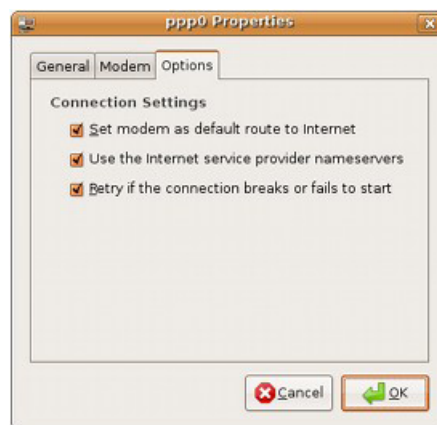 ppp0 Properties
General Modem Options
Connection Settings
Set modem as default route to Internet
Use the Internet service provider nameservers
Retry if the connection breaks or fails to start
Cancel OK